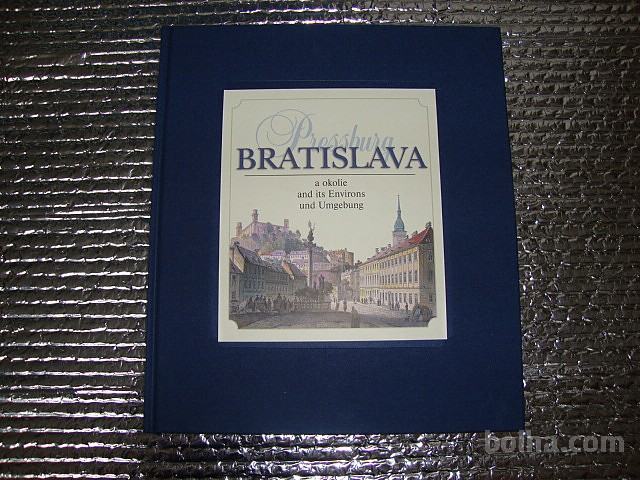 Pressburg
BRATISLAVA
a okolie
and its Environs
und Umgebung
bolha.com